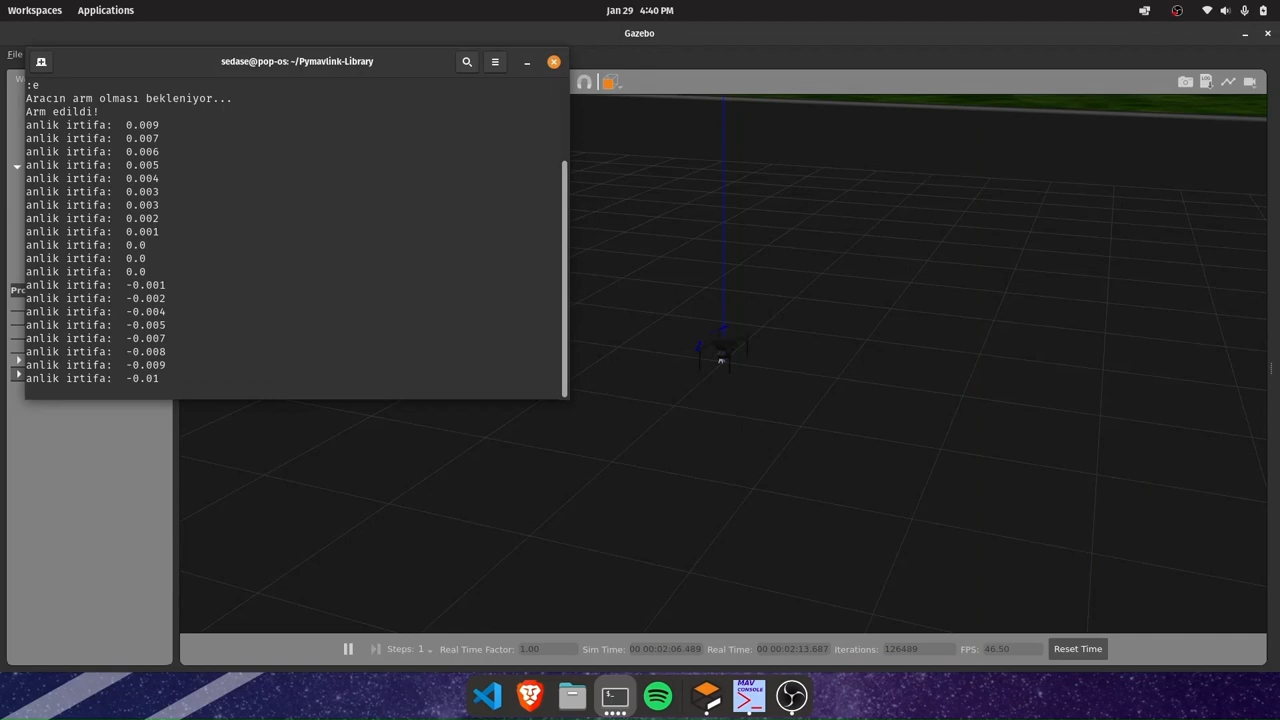 Workspaces
Applications
Jan 29 4:40 PM
Gazebo
File
sedase@pop-os: ~/Pymavlink-Library
:e
Aracın arm olması bekleniyor...
Arm edildi!
anlik irtifa: 0.009
anlik irtifa: 0.007
anlik irtifa: 0.006
anlik irtifa: 0.005
anlik irtifa: 0.004
anlik irtifa: 0.003
anlik irtifa: 0.003
anlik irtifa: 0.002
anlik irtifa: 0.001
anlik irtifa: 0.0
anlik irtifa: 0.0
anlik irtifa: 0.0
anlik irtifa: -0.001
anlik irtifa: -0.002
anlik irtifa: -0.004
anlik irtifa: -0.005
anlik irtifa: -0.007
anlik irtifa: -0.008
anlik irtifa: -0.009
anlik irtifa: -0.01
Steps: 1 Real Time Factor: 1.00 Sim Time: 00 00:02:06.489 Real Time: 00 00:02:13.687 Iterations: 126489 FPS: 46.50 Reset Time
MAV
CONSOLE